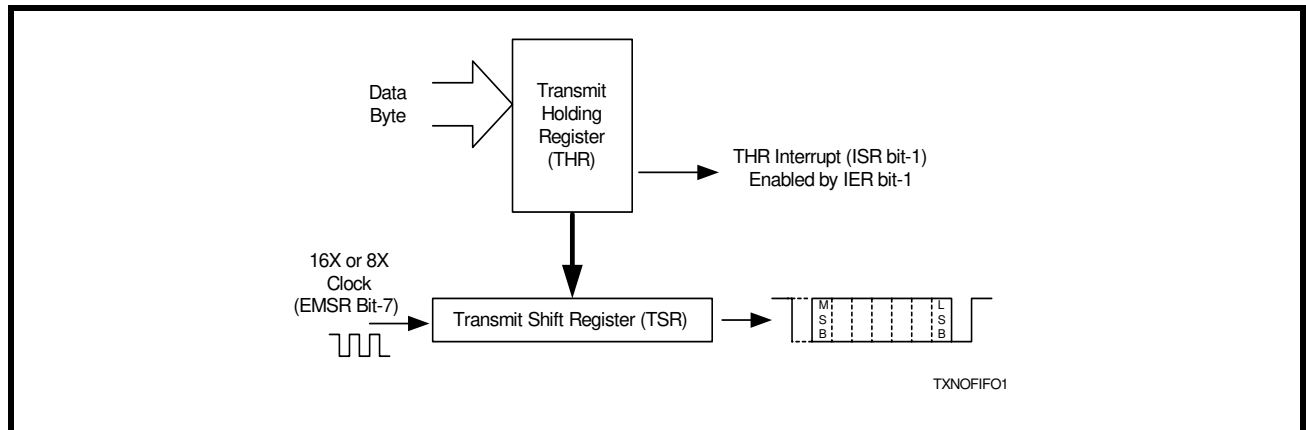 Data
Byte
Transmit
Holding
Register
(THR)
THR Interrupt (ISR bit-1)
Enabled by IER bit-1
16X or 8X
Clock
(EMSR Bit-7)
Transmit Shift Register (TSR)
M
S
B
L
S
B
TXNOFIFO1